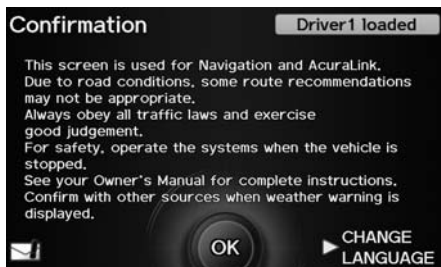 Confirmation
Driver1 loaded
This screen is used for Navigation and AcuraLink.
Due to road conditions, some route recommendations
may not be appropriate.
Always obey all traffic laws and exercise
good judgement.
For safety, operate the systems when the vehicle is
stopped.
See your Owner's Manual for complete instructions.
Confirm with other sources when weather warning is
displayed.
OK
CHANGE
LANGUAGE